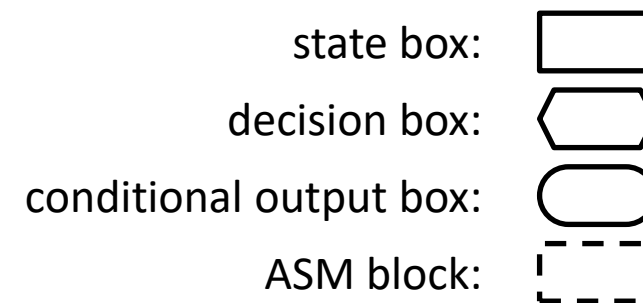 state box:
decision box:
conditional output box:
ASM block: